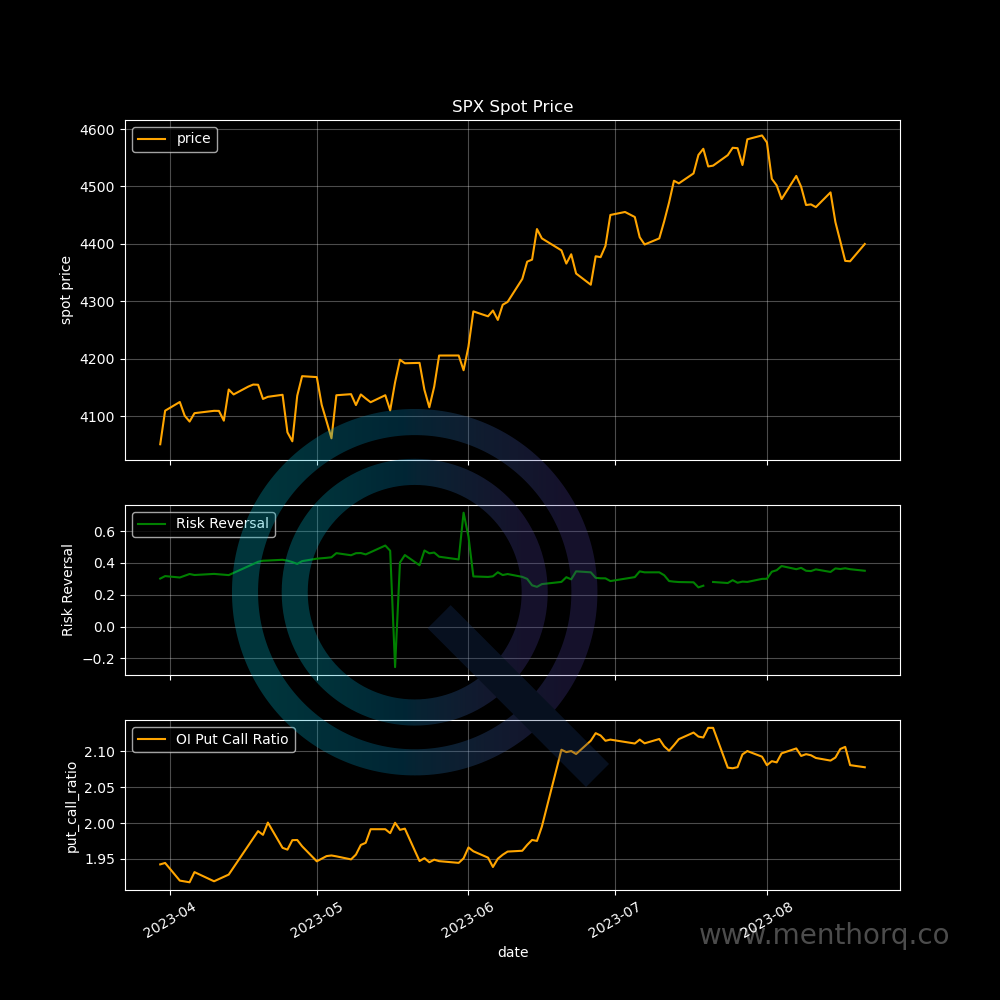 SPX Spot Price
price
4600
4500
4400
4300
4200
4100
spot price
Risk Reversal
0.6
0.4
0.2
0.0
−0.2
Risk Reversal
OI Put Call Ratio
2.10
2.05
2.00
1.95
put_call_ratio
2023-04
2023-05
2023-06
2023-07
2023-08
date
www.menthorq.co